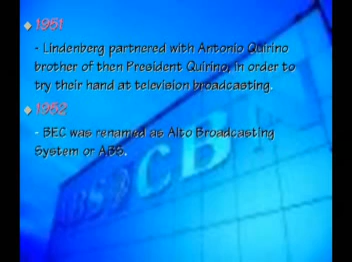 1951
- Lindenberg partnered with Antonio Quirino
brother of then President Quirino, in order to
try their hand at television broadcasting.
1952
- BEC was renamed as Alto Broadcasting
System or ABS.
ABS CBN